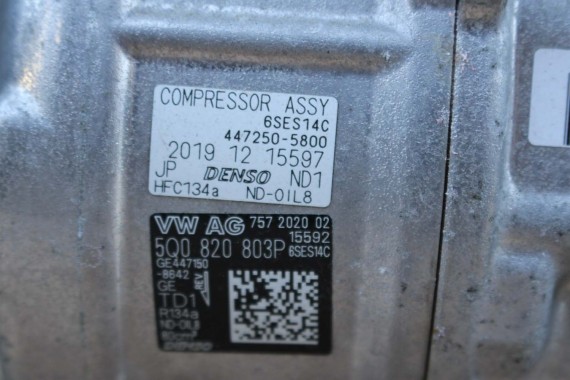 COMPRESSOR ASSY
6SES14C
447250-5800
2019 12 15597
JP DENSO ND1
HFC134a ND-OIL8
VW AG 757 2020 02
15592
5Q0 820 803P 6SES14C
GE447150
-8642
GE REV
TD1
R134a
ND-OIL8